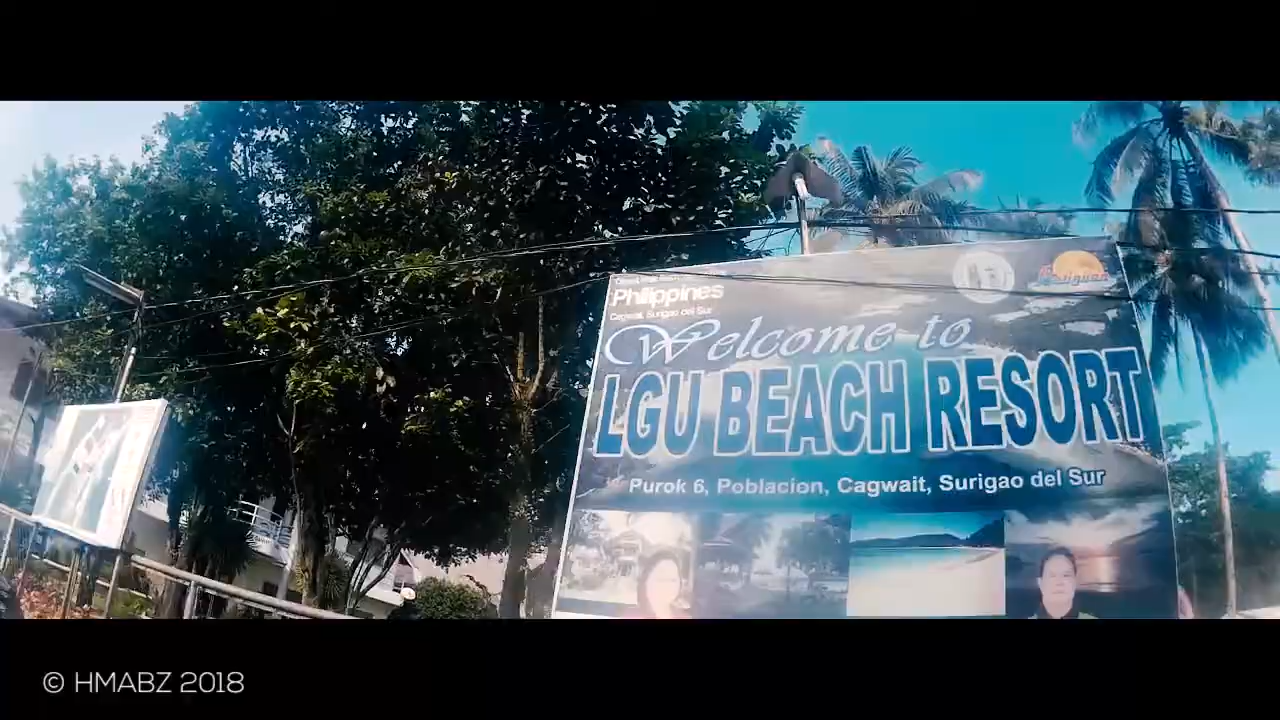 Philippines
Cagwait, Surigao del Sur
Welcome to
LGU BEACH RESORT
Purok 6, Poblacion, Cagwait, Surigao del Sur
© HMABZ 2018